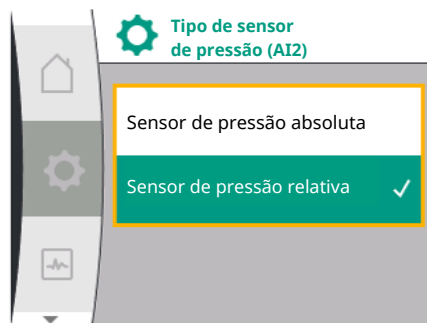 Tipo de sensor
de pressão (AI2)
Sensor de pressão absoluta
Sensor de pressão relativa